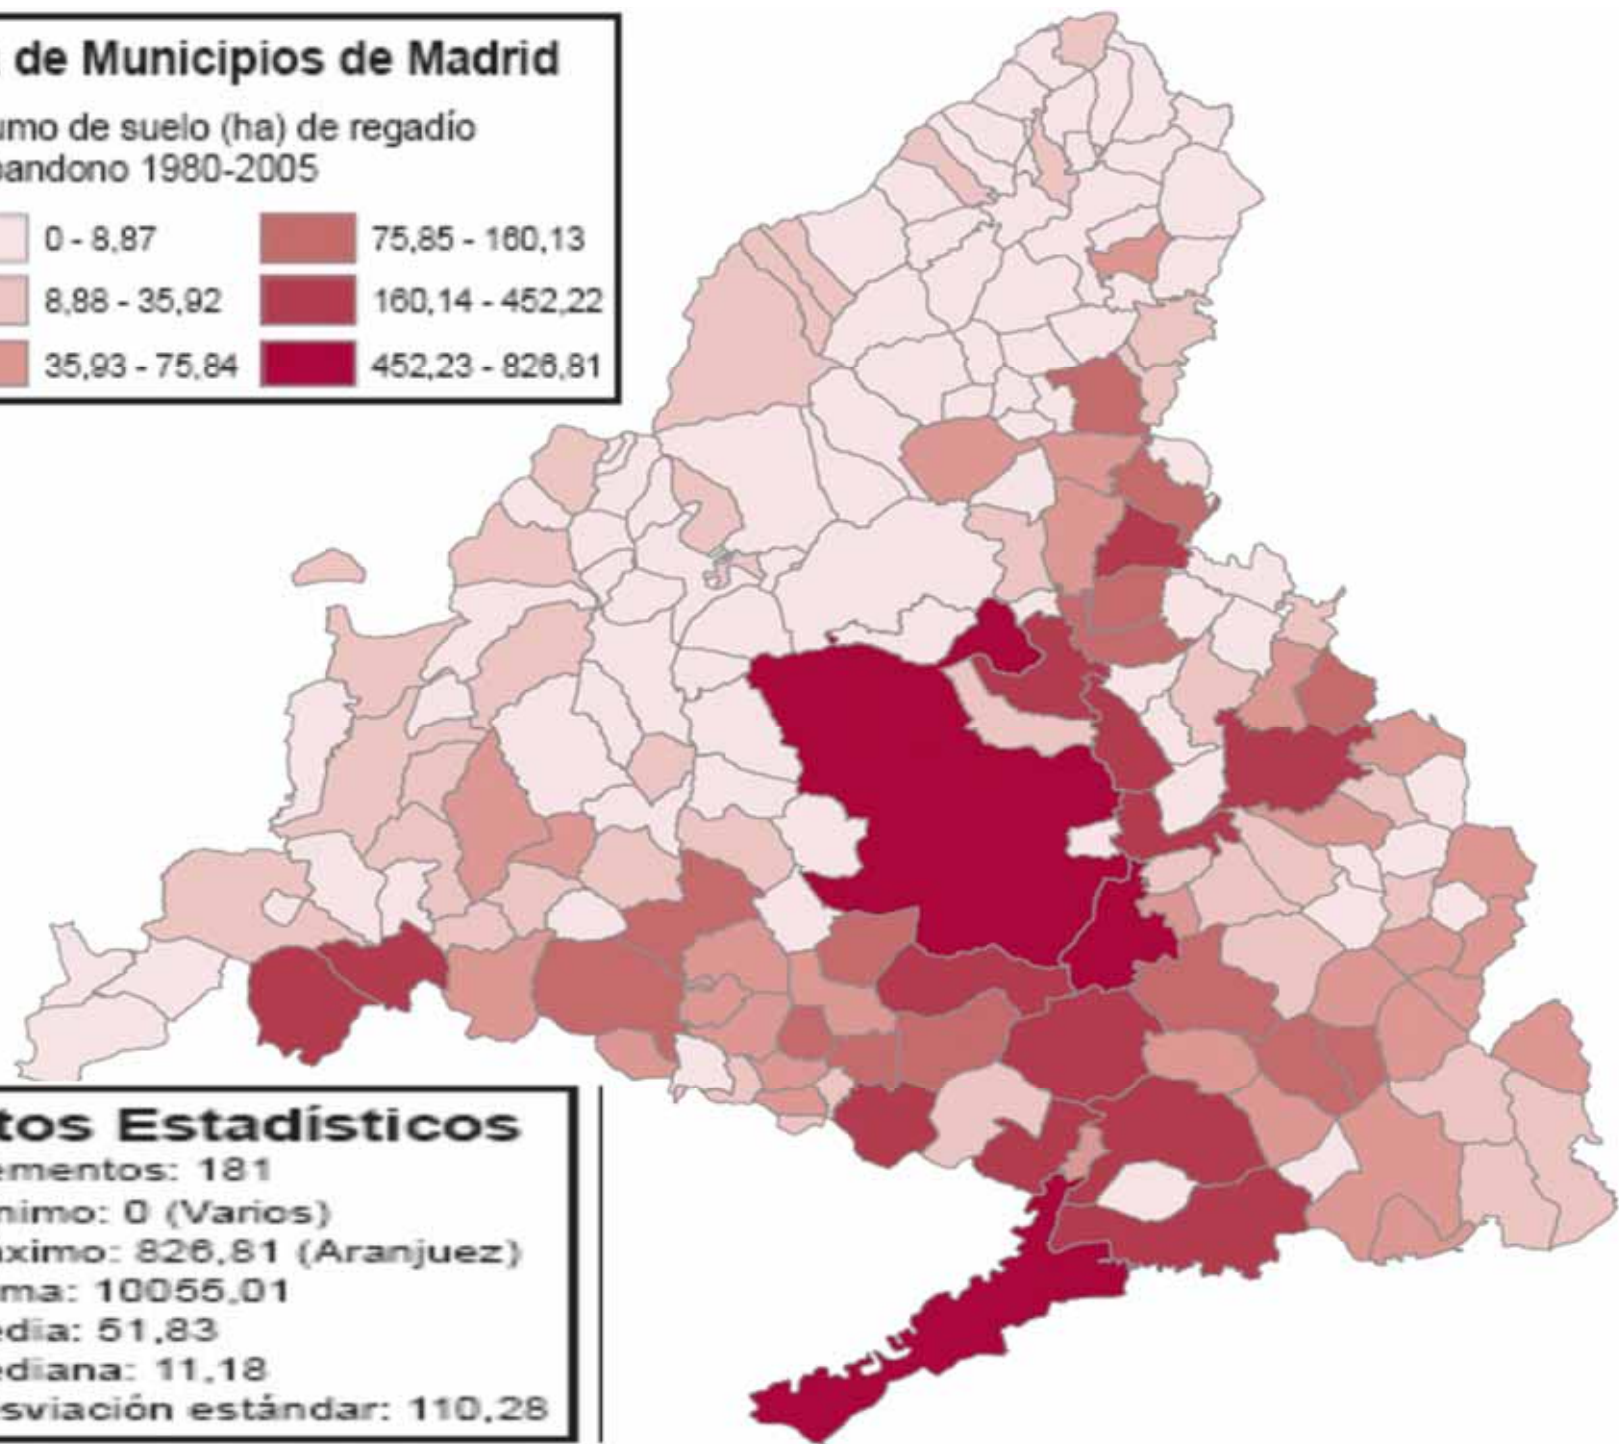 de Municipios de Madrid
umo de suelo (ha) de regadío
bandono 1980-2005
0 - 8,87
75,85 - 160,13
8,88 - 35,92
160,14 - 452,22
35,93 - 75,84
452,23 - 826,81
tos Estadísticos
ementos: 181
nimo: 0 (Varios)
áximo: 826,81 (Aranjuez)
ma: 10055,01
edia: 51,83
ediana: 11,18
sviación estándar: 110,28